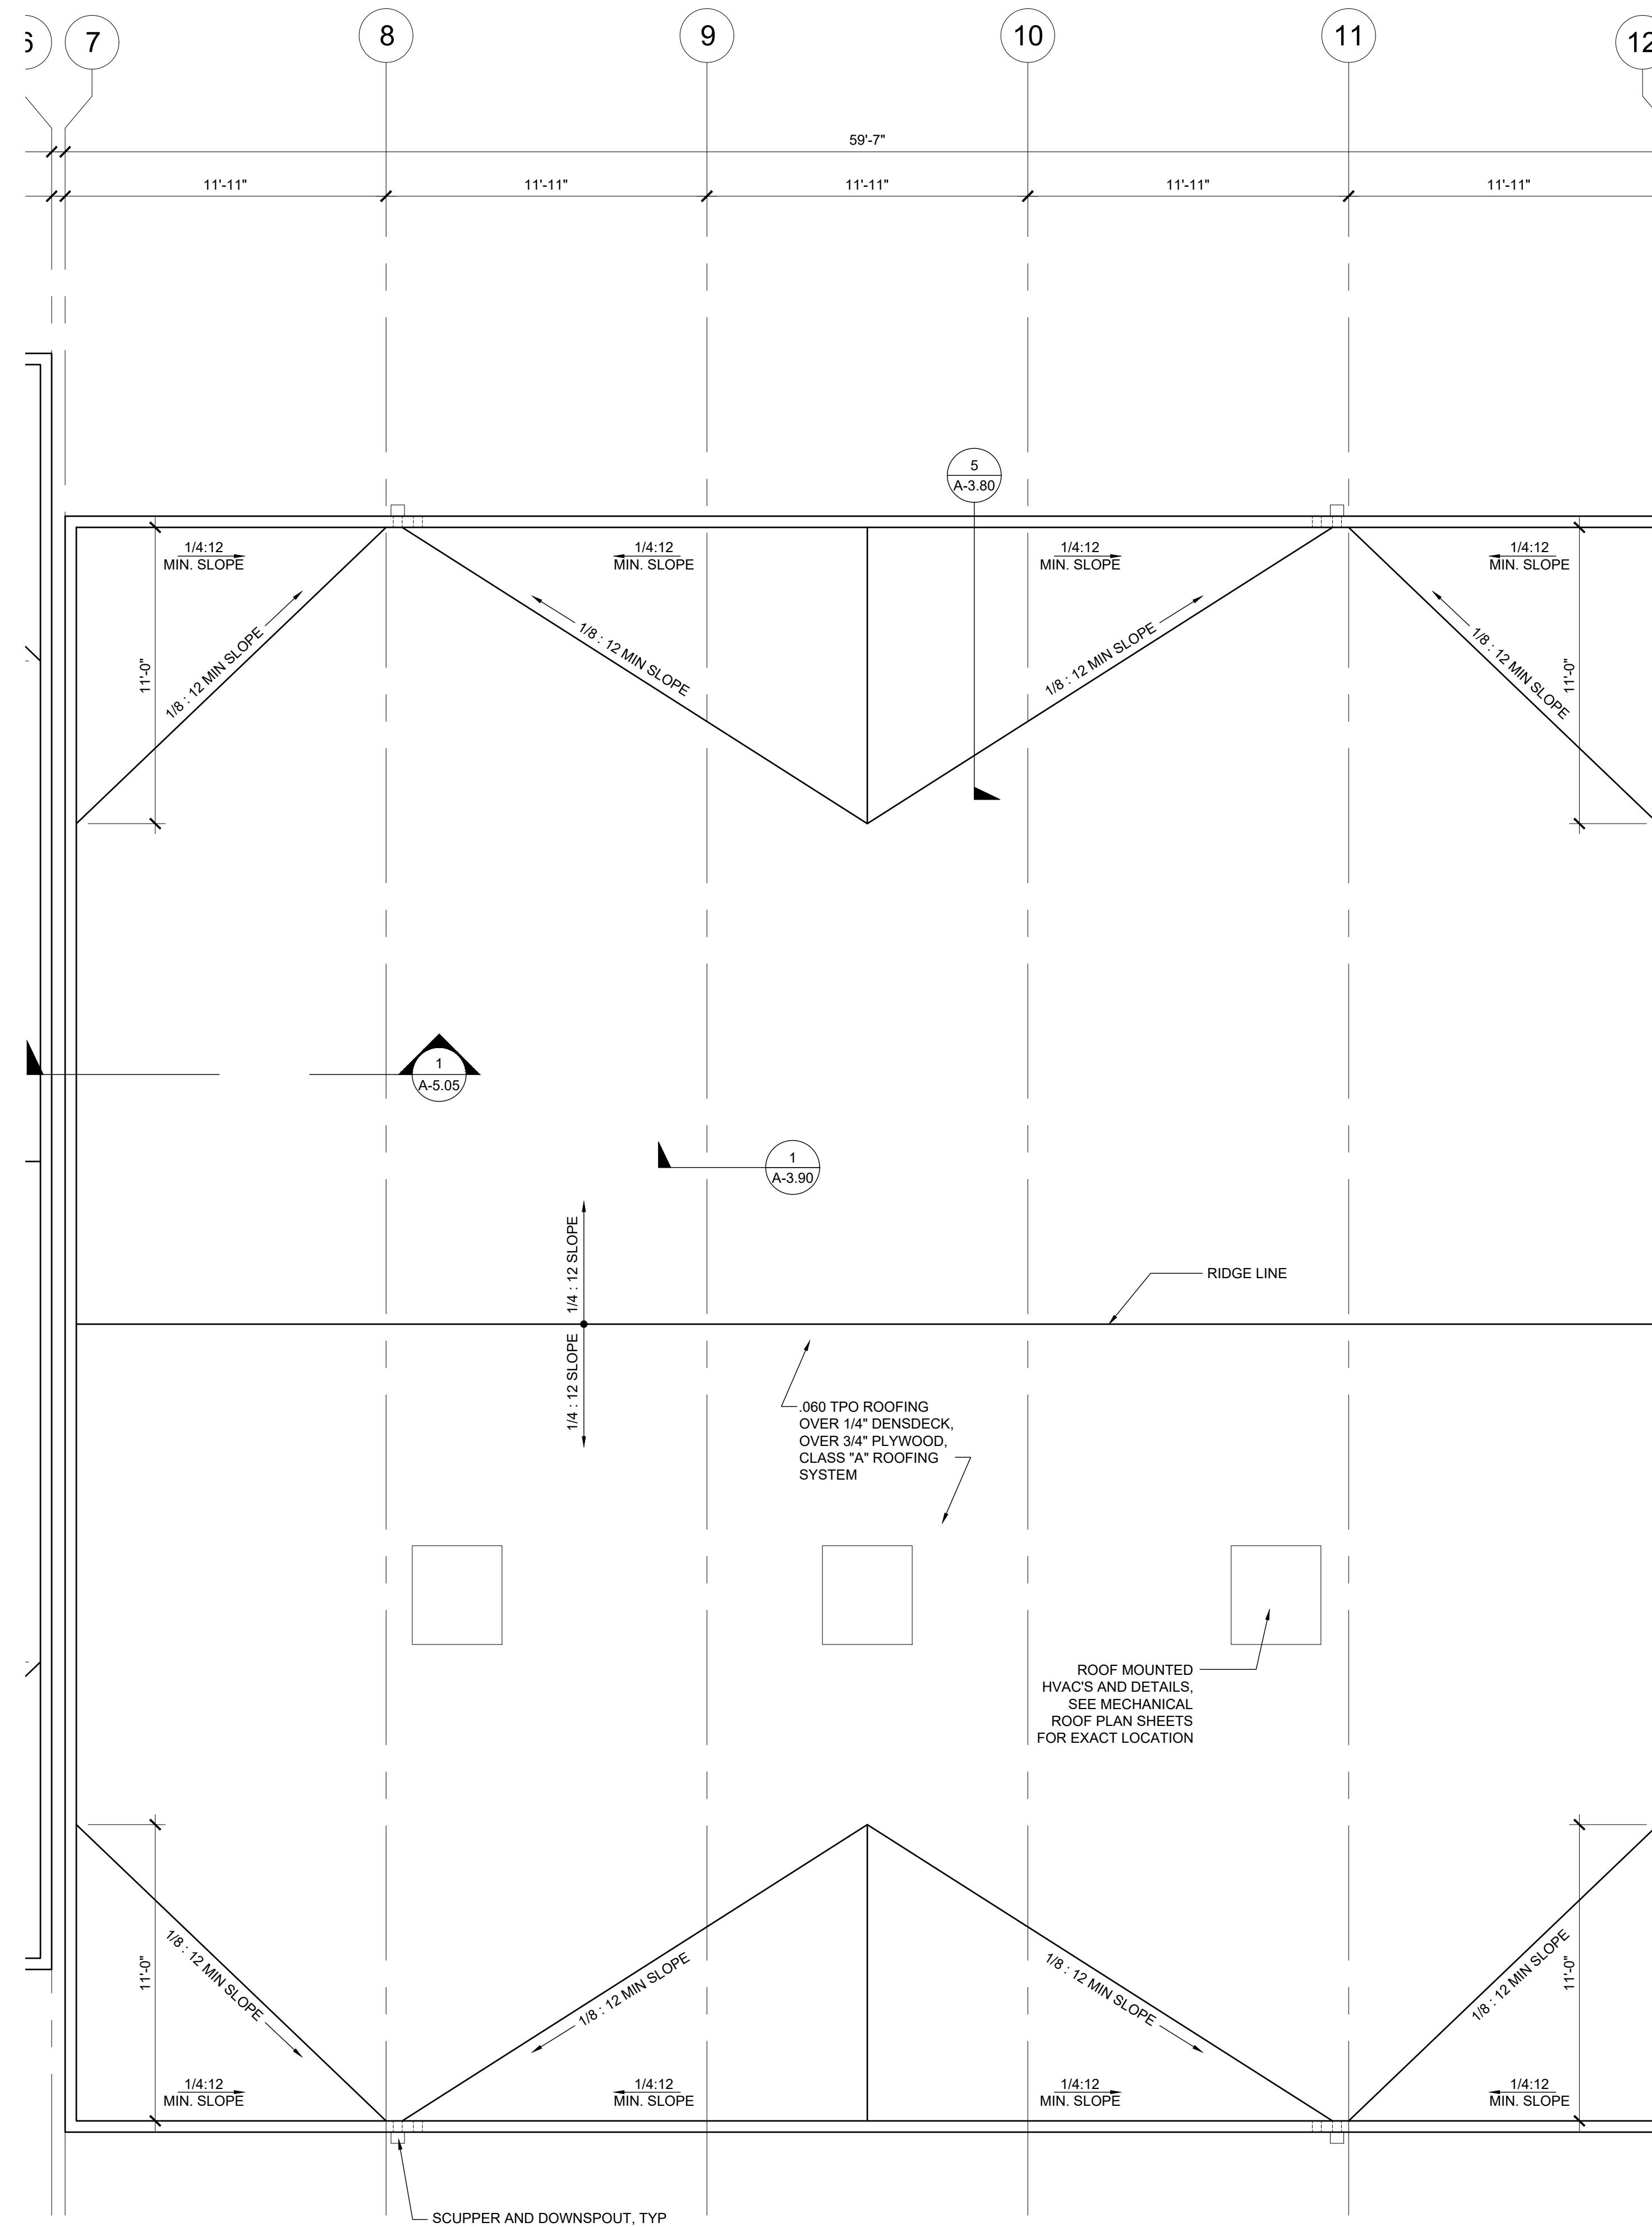 7
8
9
10
11
12
59'-7"
11'-11"
11'-11"
11'-11"
11'-11"
11'-11"
5
A-3.80
1/4:12
MIN. SLOPE
1/4:12
MIN. SLOPE
1/4:12
MIN. SLOPE
1/4:12
MIN. SLOPE
11'-0"
1/8 : 12 MIN SLOPE
1/8 : 12 MIN SLOPE
1/8 : 12 MIN SLOPE
1/8 : 12 MIN SLOPE
11'-0"
1
A-5.05
1
A-3.90
1/4 : 12 SLOPE
RIDGE LINE
1/4 : 12 SLOPE
.060 TPO ROOFING
OVER 1/4" DENSDECK,
OVER 3/4" PLYWOOD,
CLASS "A" ROOFING
SYSTEM
ROOF MOUNTED
HVAC'S AND DETAILS,
SEE MECHANICAL
ROOF PLAN SHEETS
FOR EXACT LOCATION
11'-0"
1/8 : 12 MIN SLOPE
1/8 : 12 MIN SLOPE
1/8 : 12 MIN SLOPE
1/8 : 12 MIN SLOPE
11'-0"
1/4:12
MIN. SLOPE
1/4:12
MIN. SLOPE
1/4:12
MIN. SLOPE
1/4:12
MIN. SLOPE
SCUPPER AND DOWNSPOUT, TYP